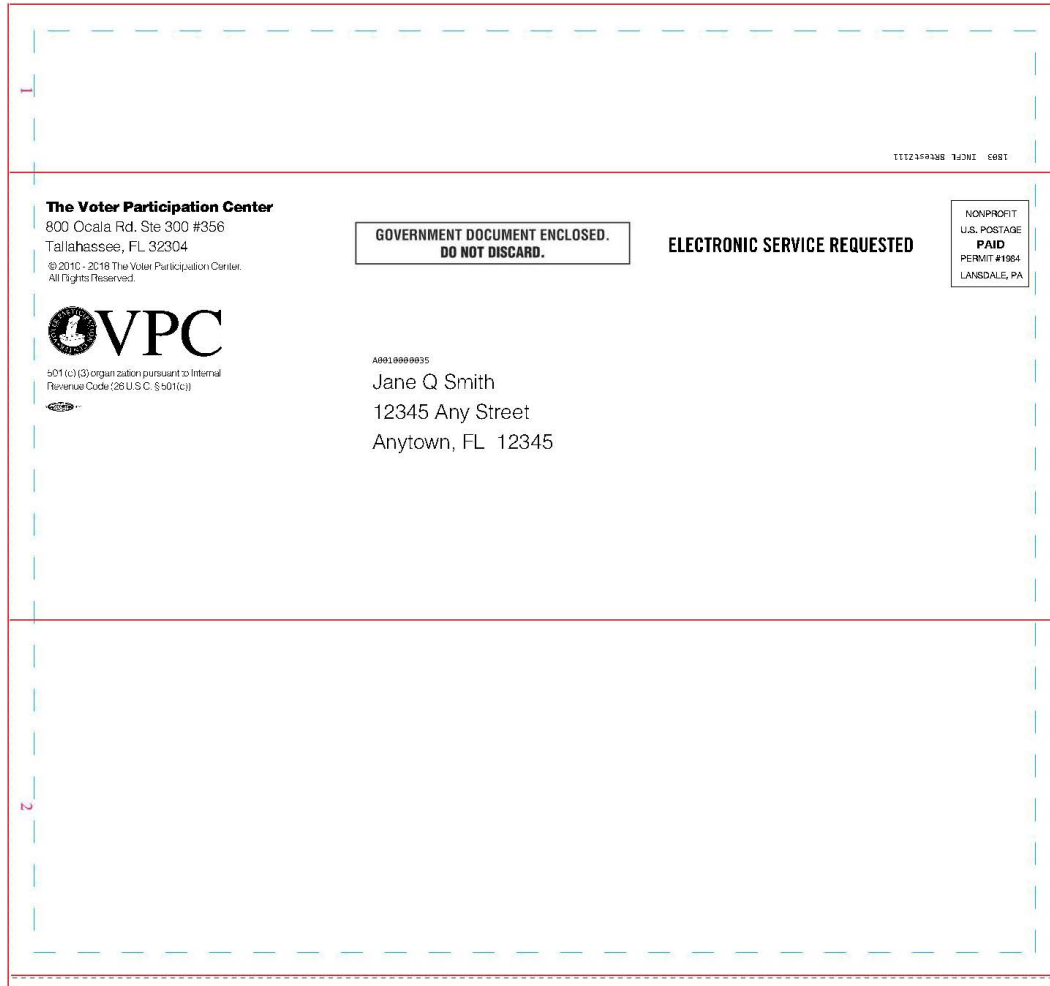 1
1803 INCFL SRtestZ111
The Voter Participation Center
800 Ocala Rd. Ste 300 #356
Tallahassee, FL 32304
© 2010 - 2018 The Voter Participation Center.
All Rights Reserved.
VPC
501 (c) (3) organization pursuant to Internal
Revenue Code (26 U.S.C. § 501(c))
GOVERNMENT DOCUMENT ENCLOSED.
DO NOT DISCARD.
ELECTRONIC SERVICE REQUESTED
NONPROFIT
U.S. POSTAGE
PAID
PERMIT #1984
LANSDALE, PA
A0010000035
Jane Q Smith
12345 Any Street
Anytown, FL 12345
2